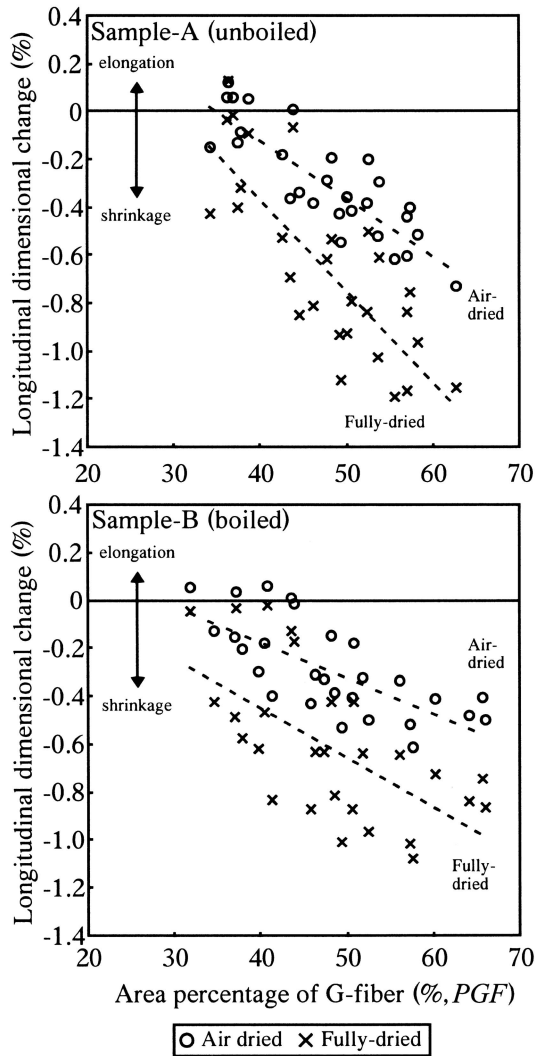 0.4
Sample-A (unboiled)
0.2
elongation
0
-0.2
-0.4
shrinkage
-0.6
-0.8
Air-
dried
-1.0
-1.2
Fully-dried
-1.4
20 30 40 50 60 70
Longitudinal dimensional change (%)
0.4
Sample-B (boiled)
0.2
elongation
0
-0.2
Air-
dried
-0.4
shrinkage
-0.6
-0.8
-1.0
-1.2
Fully-
dried
-1.4
20 30 40 50 60 70
Longitudinal dimensional change (%)
Area percentage of G-fiber (%, PGF)
Air dried Fully-dried